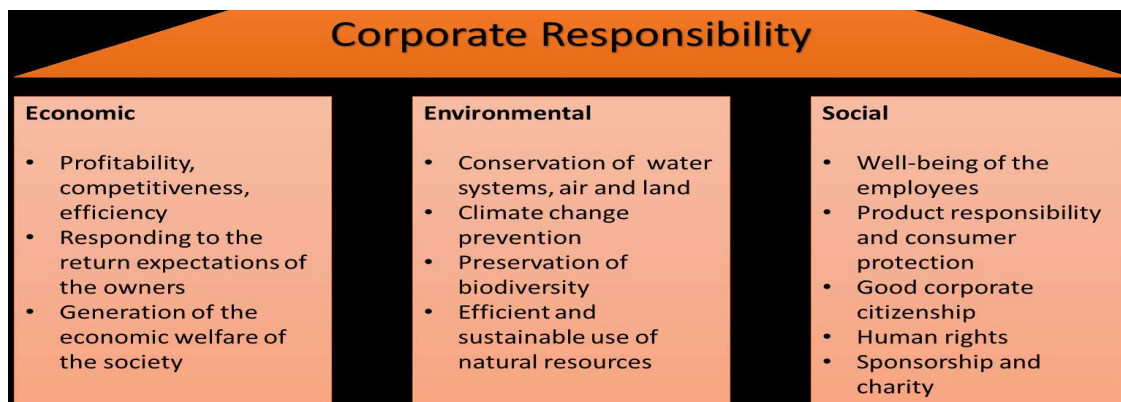 Corporate Responsibility
Economic
• Profitability,
competitiveness,
efficiency
• Responding to the
return expectations of
the owners
• Generation of the
economic welfare of
the society
Environmental
• Conservation of water
systems, air and land
• Climate change
prevention
• Preservation of
biodiversity
• Efficient and
sustainable use of
natural resources
Social
• Well-being of the
employees
• Product responsibility
and consumer
protection
• Good corporate
citizenship
• Human rights
• Sponsorship and
charity